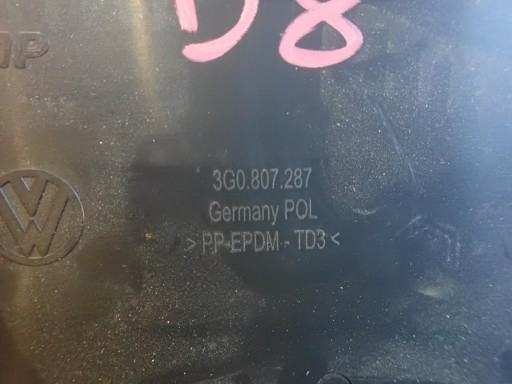 D8
3G0.807.287
Germany POL
> PP-EPDM - TD3 <